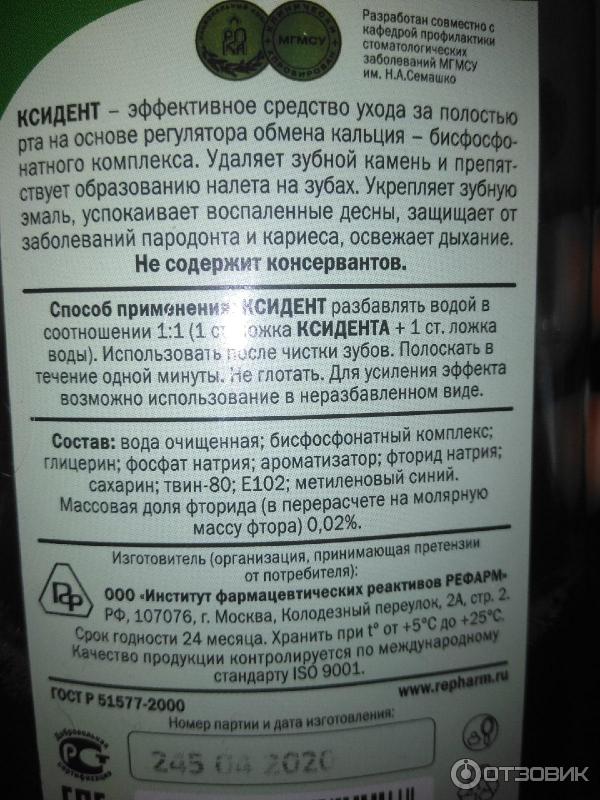 РОКА
КЛИНИЧЕСКИ
МГМСУ
АПРОБИРОВАН
Разработан совместно с
кафедрой профилактики
стоматологических
заболеваний МГМСУ
им. Н.А.Семашко
КСИДЕНТ – эффективное средство ухода за полостью
рта на основе регулятора обмена кальция – бисфосфо-
натного комплекса. Удаляет зубной камень и препят-
ствует образованию налета на зубах. Укрепляет зубную
эмаль, успокаивает воспаленные десны, защищает от
заболеваний пародонта и кариеса, освежает дыхание.
Не содержит консервантов.
Способ применения: КСИДЕНТ разбавлять водой в
соотношении 1:1 (1 ст. ложка КСИДЕНТА + 1 ст. ложка
воды). Использовать после чистки зубов. Полоскать в
течение одной минуты. Не глотать. Для усиления эффекта
возможно использование в неразбавленном виде.
Состав: вода очищенная; бисфосфонатный комплекс;
глицерин; фосфат натрия; ароматизатор; фторид натрия;
сахарин; твин-80; Е102; метиленовый синий.
Массовая доля фторида (в перерасчете на молярную
массу фтора) 0,02%.
Изготовитель (организация, принимающая претензии
от потребителя):
ООО «Институт фармацевтических реактивов РЕФАРМ»
РФ, 107076, г. Москва, Колодезный переулок, 2А, стр. 2.
Срок годности 24 месяца. Хранить при t° от +5°С до +25°С.
Качество продукции контролируется по международному
стандарту ISO 9001.
www.repharm.ru
ГОСТ Р 51577-2000
Номер партии и дата изготовления:
Добровольная
сертификация
245 04 2020
ОТЗОВИК